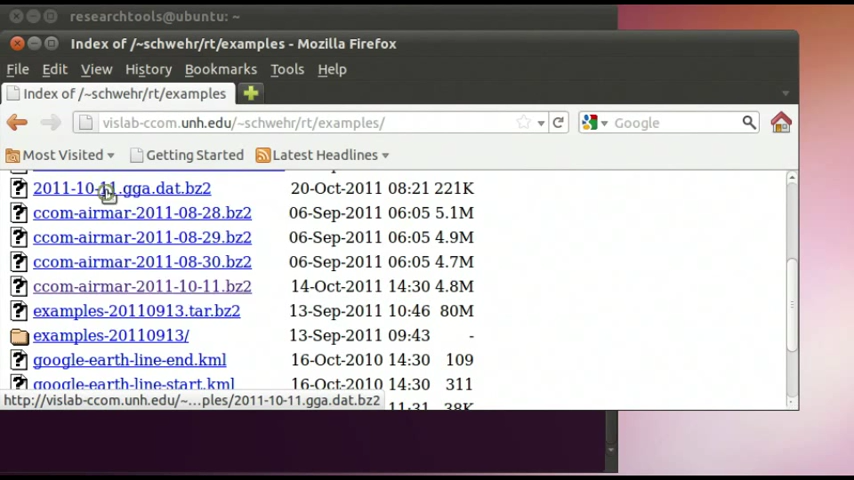 researchtools@ubuntu: ~
Index of /~schwehr/rt/examples - Mozilla Firefox
File Edit View History Bookmarks Tools Help
Index of /~schwehr/rt/examples
vislab-ccom.unh.edu/~schwehr/rt/examples/ Google
Most Visited Getting Started Latest Headlines
2011-10-11.gga.dat.bz2 20-Oct-2011 08:21 221K
ccom-airmar-2011-08-28.bz2 06-Sep-2011 06:05 5.1M
ccom-airmar-2011-08-29.bz2 06-Sep-2011 06:05 4.9M
ccom-airmar-2011-08-30.bz2 06-Sep-2011 06:05 4.7M
ccom-airmar-2011-10-11.bz2 14-Oct-2011 14:30 4.8M
examples-20110913.tar.bz2 13-Sep-2011 10:46 80M
examples-20110913/ 13-Sep-2011 09:43 -
google-earth-line-end.kml 16-Oct-2010 14:30 109
google-earth-line-start.kml 16-Oct-2010 14:30 311
http://vislab-ccom.unh.edu/~...ples/2011-10-11.gga.dat.bz2 11:31 38K